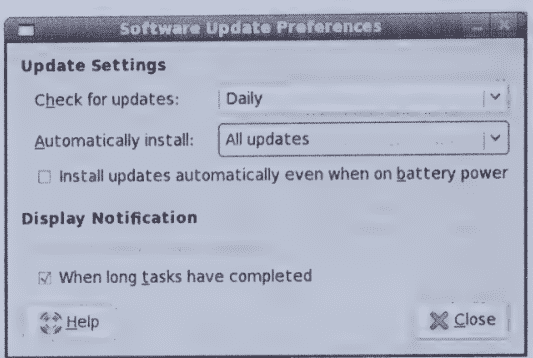 Software Update Preferences
Update Settings
Check for updates: Daily
Automatically install: All updates
Install updates automatically even when on battery power
Display Notification
When long tasks have completed
Help Close